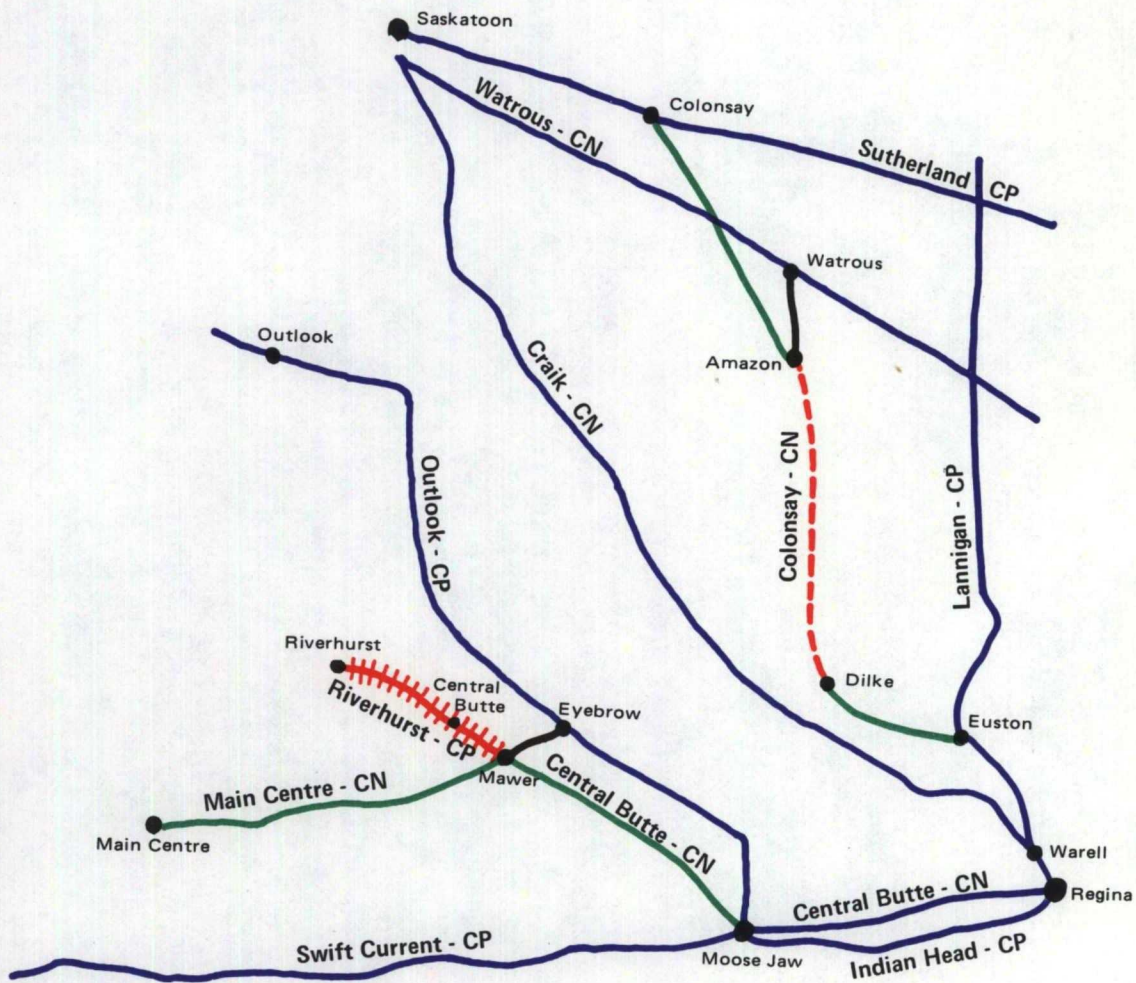 Saskatoon
Colonsay
Watrous - CN
Sutherland CP
Watrous
Outlook
Amazon
Craik - CN
Outlook - CP
Colonsay - CN
Lannigan - CP
Riverhurst
Central
Butte
Riverhurst - CP
Dilke
Eyebrow
Euston
Mawer
Central Butte - CN
Main Centre - CN
Main Centre
Warell
Central Butte - CN
Regina
Swift Current - CP
Moose Jaw
Indian Head - CP